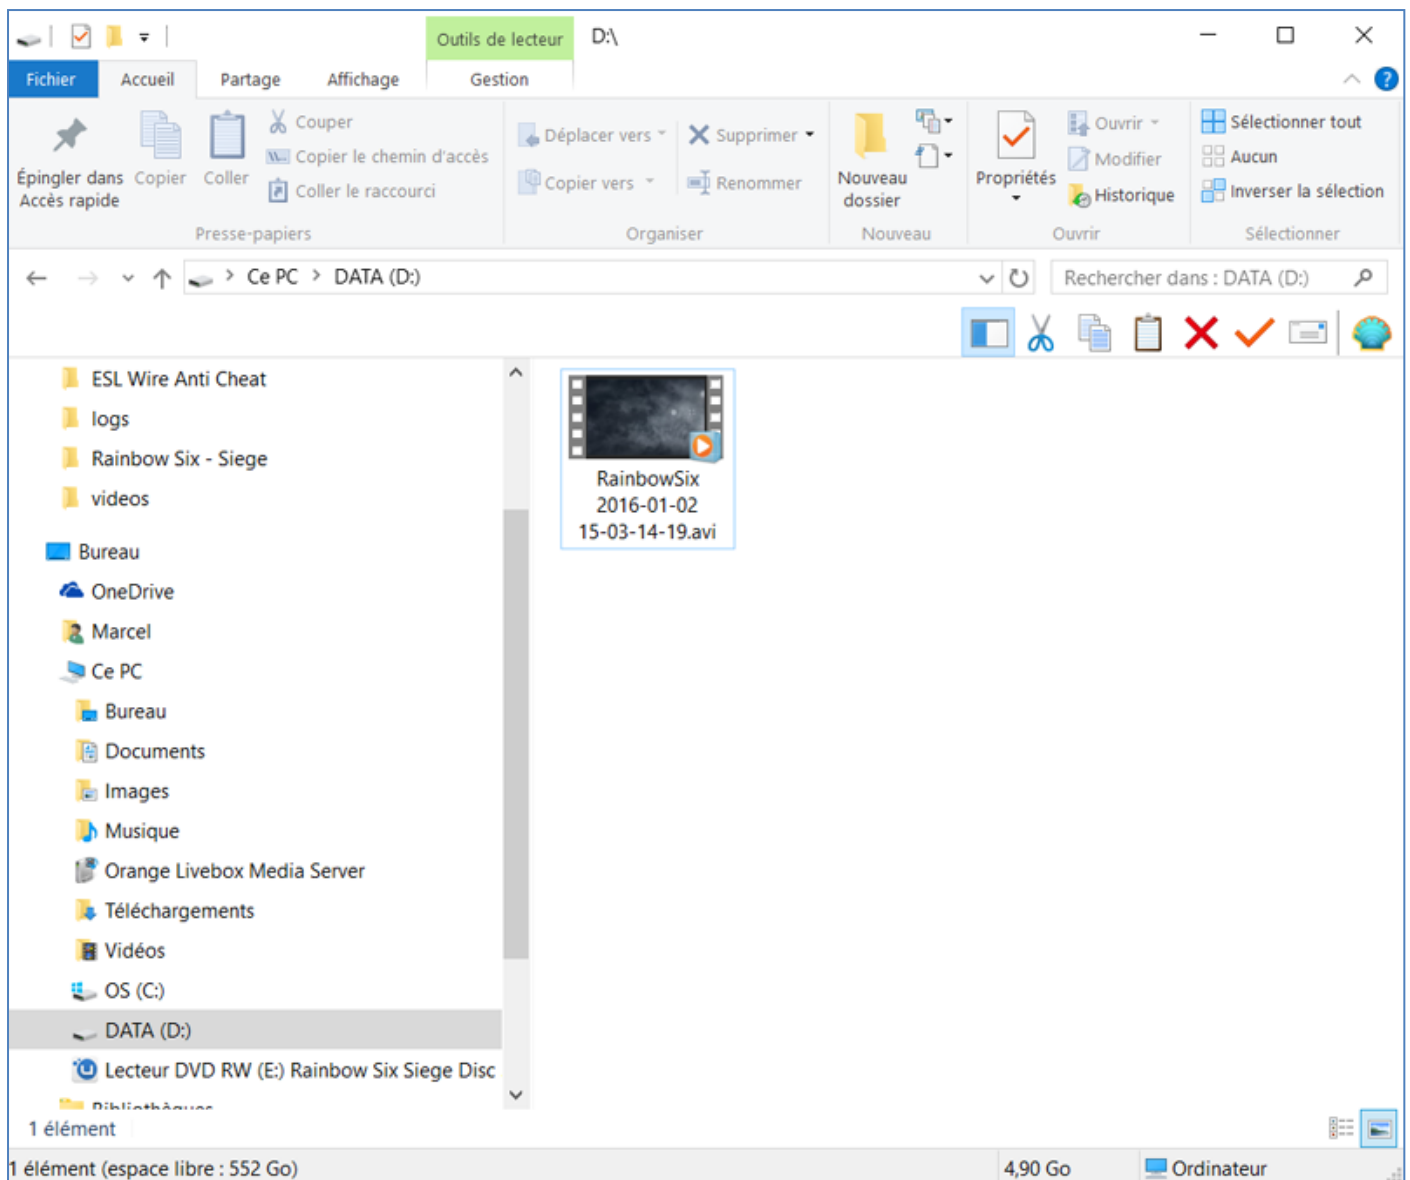 Outils de lecteur
D:\
Fichier
Accueil
Partage
Affichage
Gestion
Épingler dans
Accès rapide
Copier
Coller
Couper
Copier le chemin d'accès
Coller le raccourci
Presse-papiers
Déplacer vers
Copier vers
Supprimer
Renommer
Organiser
Nouveau
dossier
Nouveau
Propriétés
Ouvrir
Modifier
Historique
Ouvrir
Sélectionner tout
Aucun
Inverser la sélection
Sélectionner
Ce PC > DATA (D:)
Rechercher dans : DATA (D:)
ESL Wire Anti Cheat
logs
Rainbow Six - Siege
videos
Bureau
OneDrive
Marcel
Ce PC
Bureau
Documents
Images
Musique
Orange Livebox Media Server
Téléchargements
Vidéos
OS (C:)
DATA (D:)
Lecteur DVD RW (E:) Rainbow Six Siege Disc
Bibliothèques
RainbowSix
2016-01-02
15-03-14-19.avi
1 élément
1 élément (espace libre : 552 Go)
4,90 Go
Ordinateur